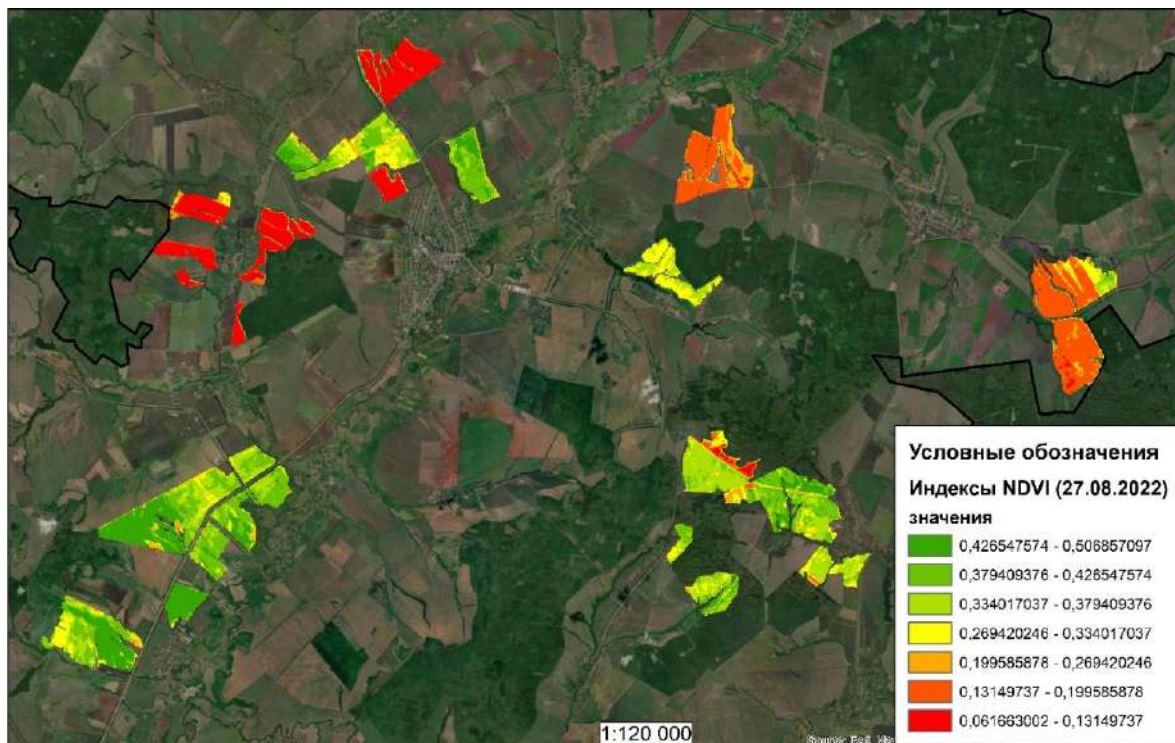 Условные обозначения
Индексы NDVI (27.08.2022)
значения
0,426547574 - 0,506857097
0,379409376 - 0,426547574
0,334017037 - 0,379409376
0,269420246 - 0,334017037
0,199585878 - 0,269420246
0,13149737 - 0,199585878
0,061663002 - 0,13149737
1:120 000